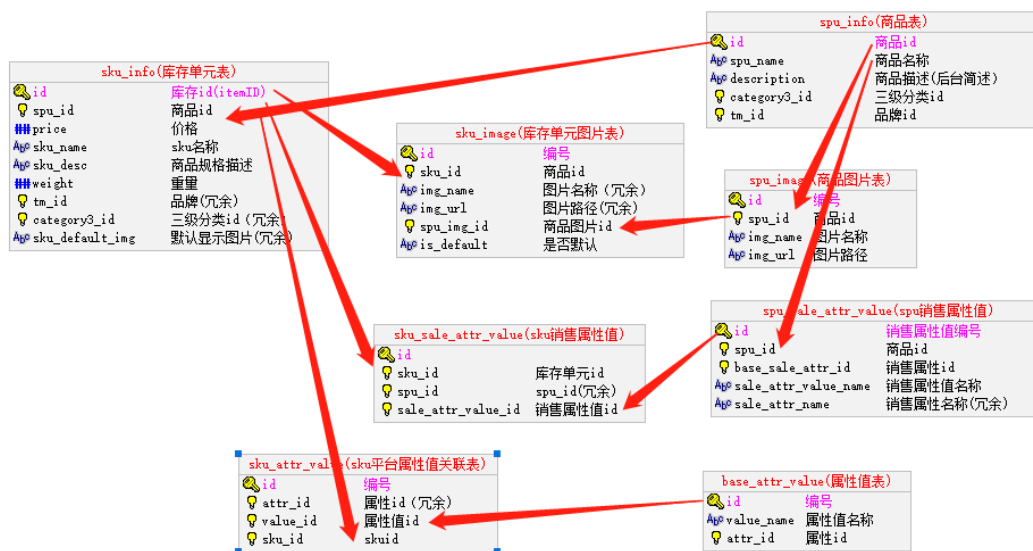 spu_info(商品表)
id 商品id
spu_name 商品名称
description 商品描述(后台简述)
category3_id 三级分类id
tm_id 品牌id
sku_info(库存单元表)
id 库存id(itemID)
spu_id 商品id
price 价格
sku_name sku名称
sku_desc 商品规格描述
weight 重量
tm_id 品牌(冗余)
category3_id 三级分类id(冗余)
sku_default_img 默认显示图片(冗余)
sku_image(库存单元图片表)
id 编号
sku_id 商品id
img_name 图片名称(冗余)
img_url 图片路径(冗余)
spu_img_id 商品图片id
is_default 是否默认
spu_image(商品图片表)
id 编号
spu_id 商品id
img_name 图片名称
img_url 图片路径
sku_sale_attr_value(sku销售属性值)
id
sku_id 库存单元id
spu_id spu_id(冗余)
sale_attr_value_id 销售属性值id
spu_sale_attr_value(spu销售属性值)
id 销售属性值编号
spu_id 商品id
base_sale_attr_id 销售属性id
sale_attr_value_name 销售属性值名称
sale_attr_name 销售属性名称(冗余)
sku_attr_value(sku平台属性值关联表)
id 编号
attr_id 属性id(冗余)
value_id 属性值id
sku_id skuid
base_attr_value(属性值表)
id 编号
value_name 属性值名称
attr_id 属性id